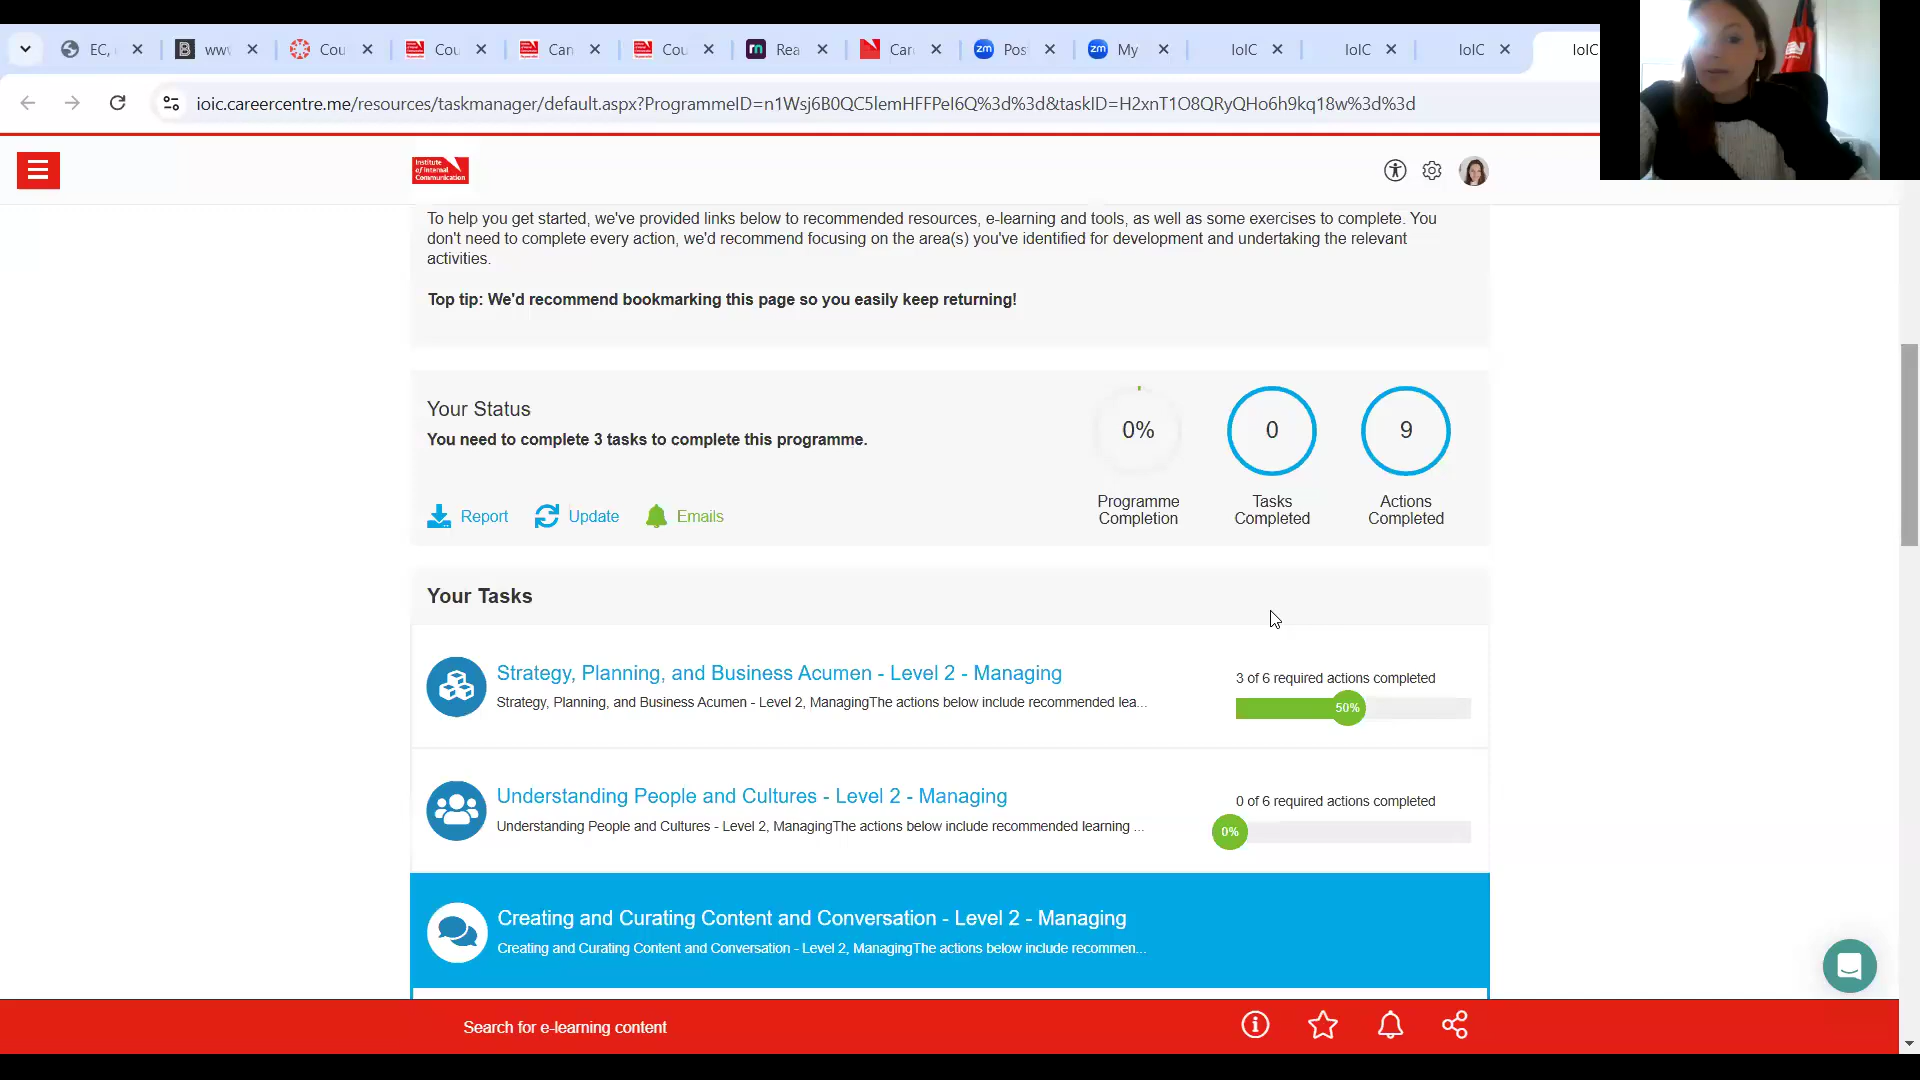 EC,
www
Cou
Cou
Can
Cou
rn
Rea
Car
zm
Pos
zm
My
IoIC
IoIC
IoIC
IoIC
ioic.careercentre.me/resources/taskmanager/default.aspx?ProgrammeID=n1Wsj6B0QC5lemHFFPeI6Q%3d%3d&taskID=H2xnT1O8QRyQHo6h9kq18w%3d%3d
Institute
of Internal
Communication
To help you get started, we've provided links below to recommended resources, e-learning and tools, as well as some exercises to complete. You
don't need to complete every action, we'd recommend focusing on the area(s) you've identified for development and undertaking the relevant
activities.
Top tip: We'd recommend bookmarking this page so you easily keep returning!
Your Status
You need to complete 3 tasks to complete this programme.
Report
Update
Emails
0%
Programme
Completion
0
Tasks
Completed
9
Actions
Completed
Your Tasks
Strategy, Planning, and Business Acumen - Level 2 - Managing
Strategy, Planning, and Business Acumen - Level 2, ManagingThe actions below include recommended lea...
3 of 6 required actions completed
50%
Understanding People and Cultures - Level 2 - Managing
Understanding People and Cultures - Level 2, ManagingThe actions below include recommended learning ...
0 of 6 required actions completed
0%
Creating and Curating Content and Conversation - Level 2 - Managing
Creating and Curating Content and Conversation - Level 2, ManagingThe actions below include recommen...
Search for e-learning content